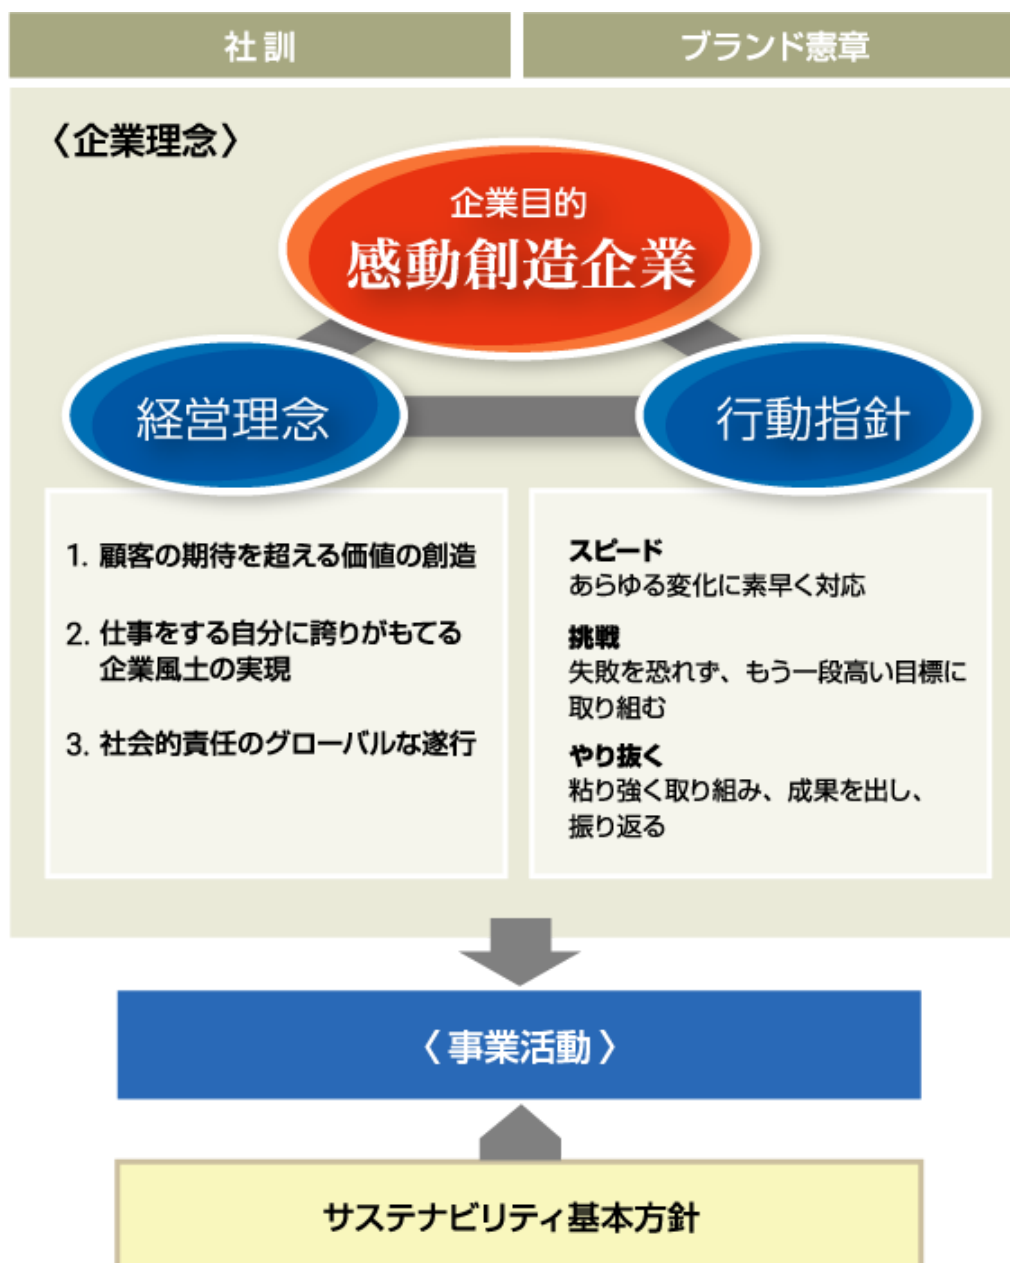 社訓
ブランド憲章
〈企業理念〉
企業目的
感動創造企業
経営理念
行動指針
1. 顧客の期待を超える価値の創造
2. 仕事をする自分に誇りがもてる
企業風土の実現
3. 社会的責任のグローバルな遂行
スピード
あらゆる変化に素早く対応
挑戦
失敗を恐れず、もう一段高い目標に
取り組む
やり抜く
粘り強く取り組み、成果を出し、
振り返る
〈事業活動〉
サステナビリティ基本方針